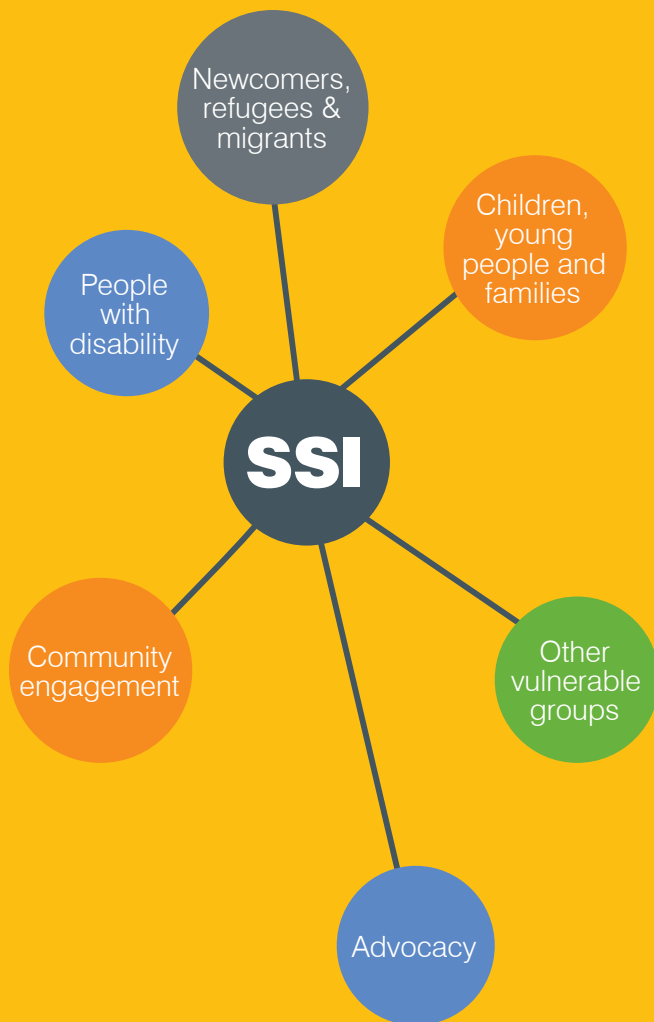 Newcomers,
refugees &
migrants
Children,
young
people and
families
People
with
disability
SSI
Community
engagement
Other
vulnerable
groups
Advocacy